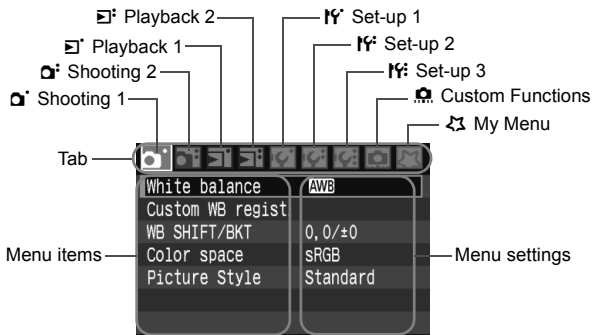 Playback 2
Set-up 1
Playback 1
Set-up 2
Shooting 2
Set-up 3
Shooting 1
Custom Functions
My Menu
Tab
White balance AWB
Custom WB regist
WB SHIFT/BKT 0,0/±0
Menu items
Color space sRGB
Menu settings
Picture Style Standard